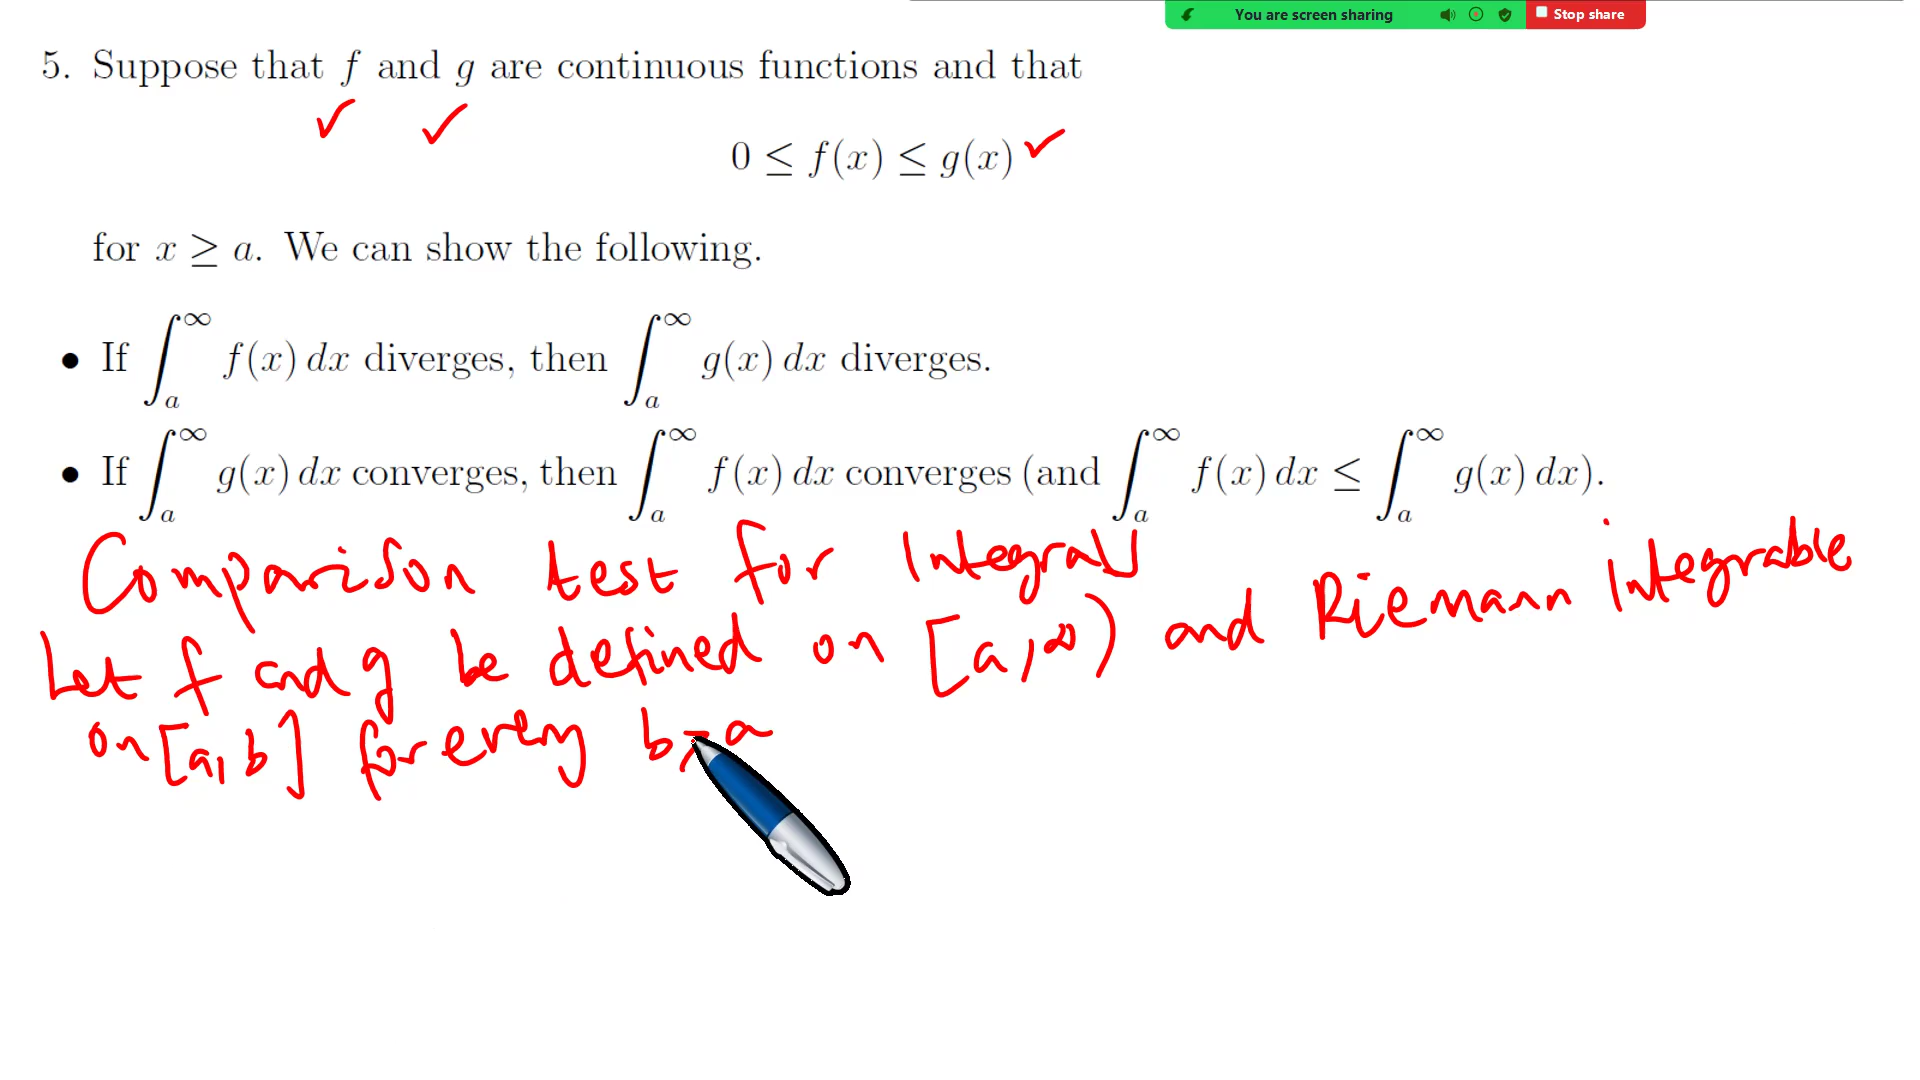 You are screen sharing Stop share
5. Suppose that f and g are continuous functions and that
0 ≤ f(x) ≤ g(x) ✓
for x ≥ a. We can show the following.
• If ∫_a^∞ f(x) dx diverges, then ∫_a^∞ g(x) dx diverges.
• If ∫_a^∞ g(x) dx converges, then ∫_a^∞ f(x) dx converges (and ∫_a^∞ f(x) dx ≤ ∫_a^∞ g(x) dx).
Comparison test for Integrals
Let f and g be defined on [a,∞) and Riemann Integrable
on [a,b] for every b>a